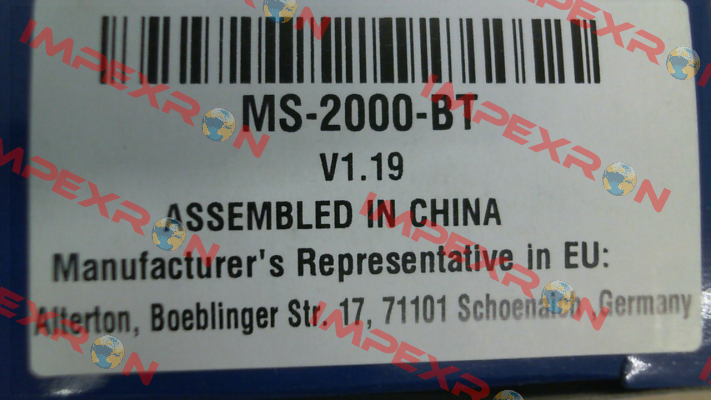 MS-2000-BT
V1.19
ASSEMBLED IN CHINA
Manufacturer's Representative in EU:
Alterton, Boeblinger Str. 17, 71101 Schoenaich ,Germany
IMPEXRON